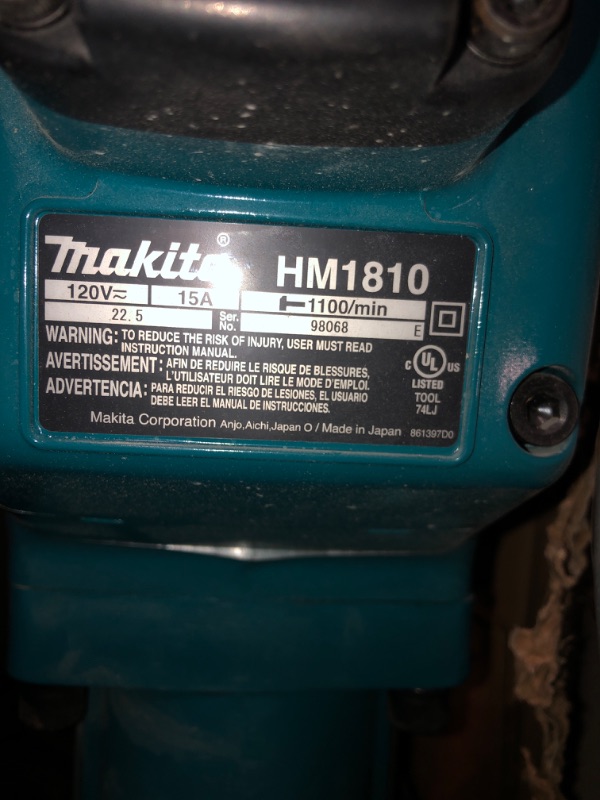 makita® HM1810
120V≂ 15A 1100/min
22.5 Ser. No. 98068 E
WARNING: TO REDUCE THE RISK OF INJURY, USER MUST READ
INSTRUCTION MANUAL.
AVERTISSEMENT: AFIN DE REDUIRE LE RISQUE DE BLESSURES,
L'UTILISATEUR DOIT LIRE LE MODE D'EMPLOI.
ADVERTENCIA: PARA REDUCIR EL RIESGO DE LESIONES, EL USUARIO
DEBE LEER EL MANUAL DE INSTRUCCIONES.
C UL® US
LISTED
TOOL
74LJ
Makita Corporation Anjo,Aichi,Japan O / Made in Japan 861397D0